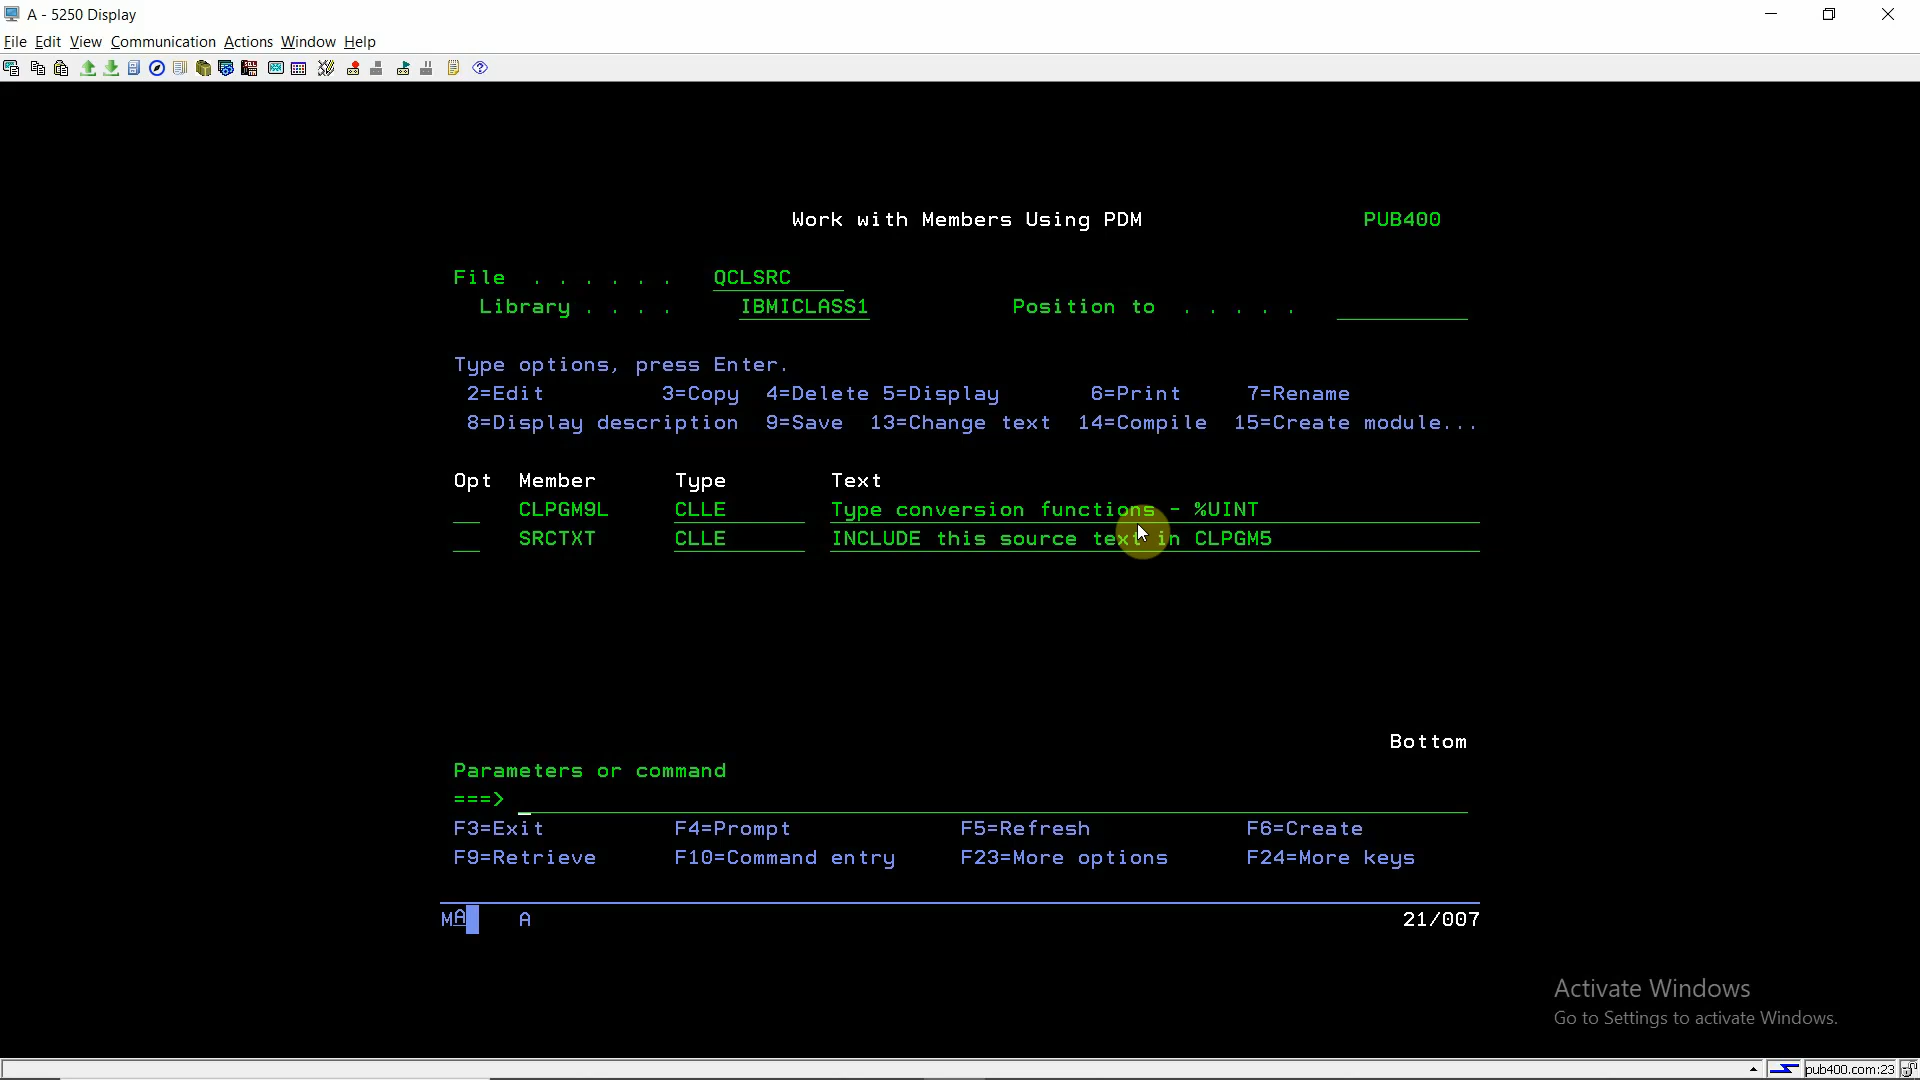 A - 5250 Display
File Edit View Communication Actions Window Help
Work with Members Using PDM PUB400
File . . . . . . QCLSRC
Library . . . . IBMICLASS1 Position to . . . . .
Type options, press Enter.
2=Edit 3=Copy 4=Delete 5=Display 6=Print 7=Rename
8=Display description 9=Save 13=Change text 14=Compile 15=Create module...
Opt Member Type Text
CLPGM9L CLLE Type conversion functions - %UINT
SRCTXT CLLE INCLUDE this source text in CLPGM5
Bottom
Parameters or command
===>
F3=Exit F4=Prompt F5=Refresh F6=Create
F9=Retrieve F10=Command entry F23=More options F24=More keys
MA A 21/007
Activate Windows
Go to Settings to activate Windows.
pub400.com:23